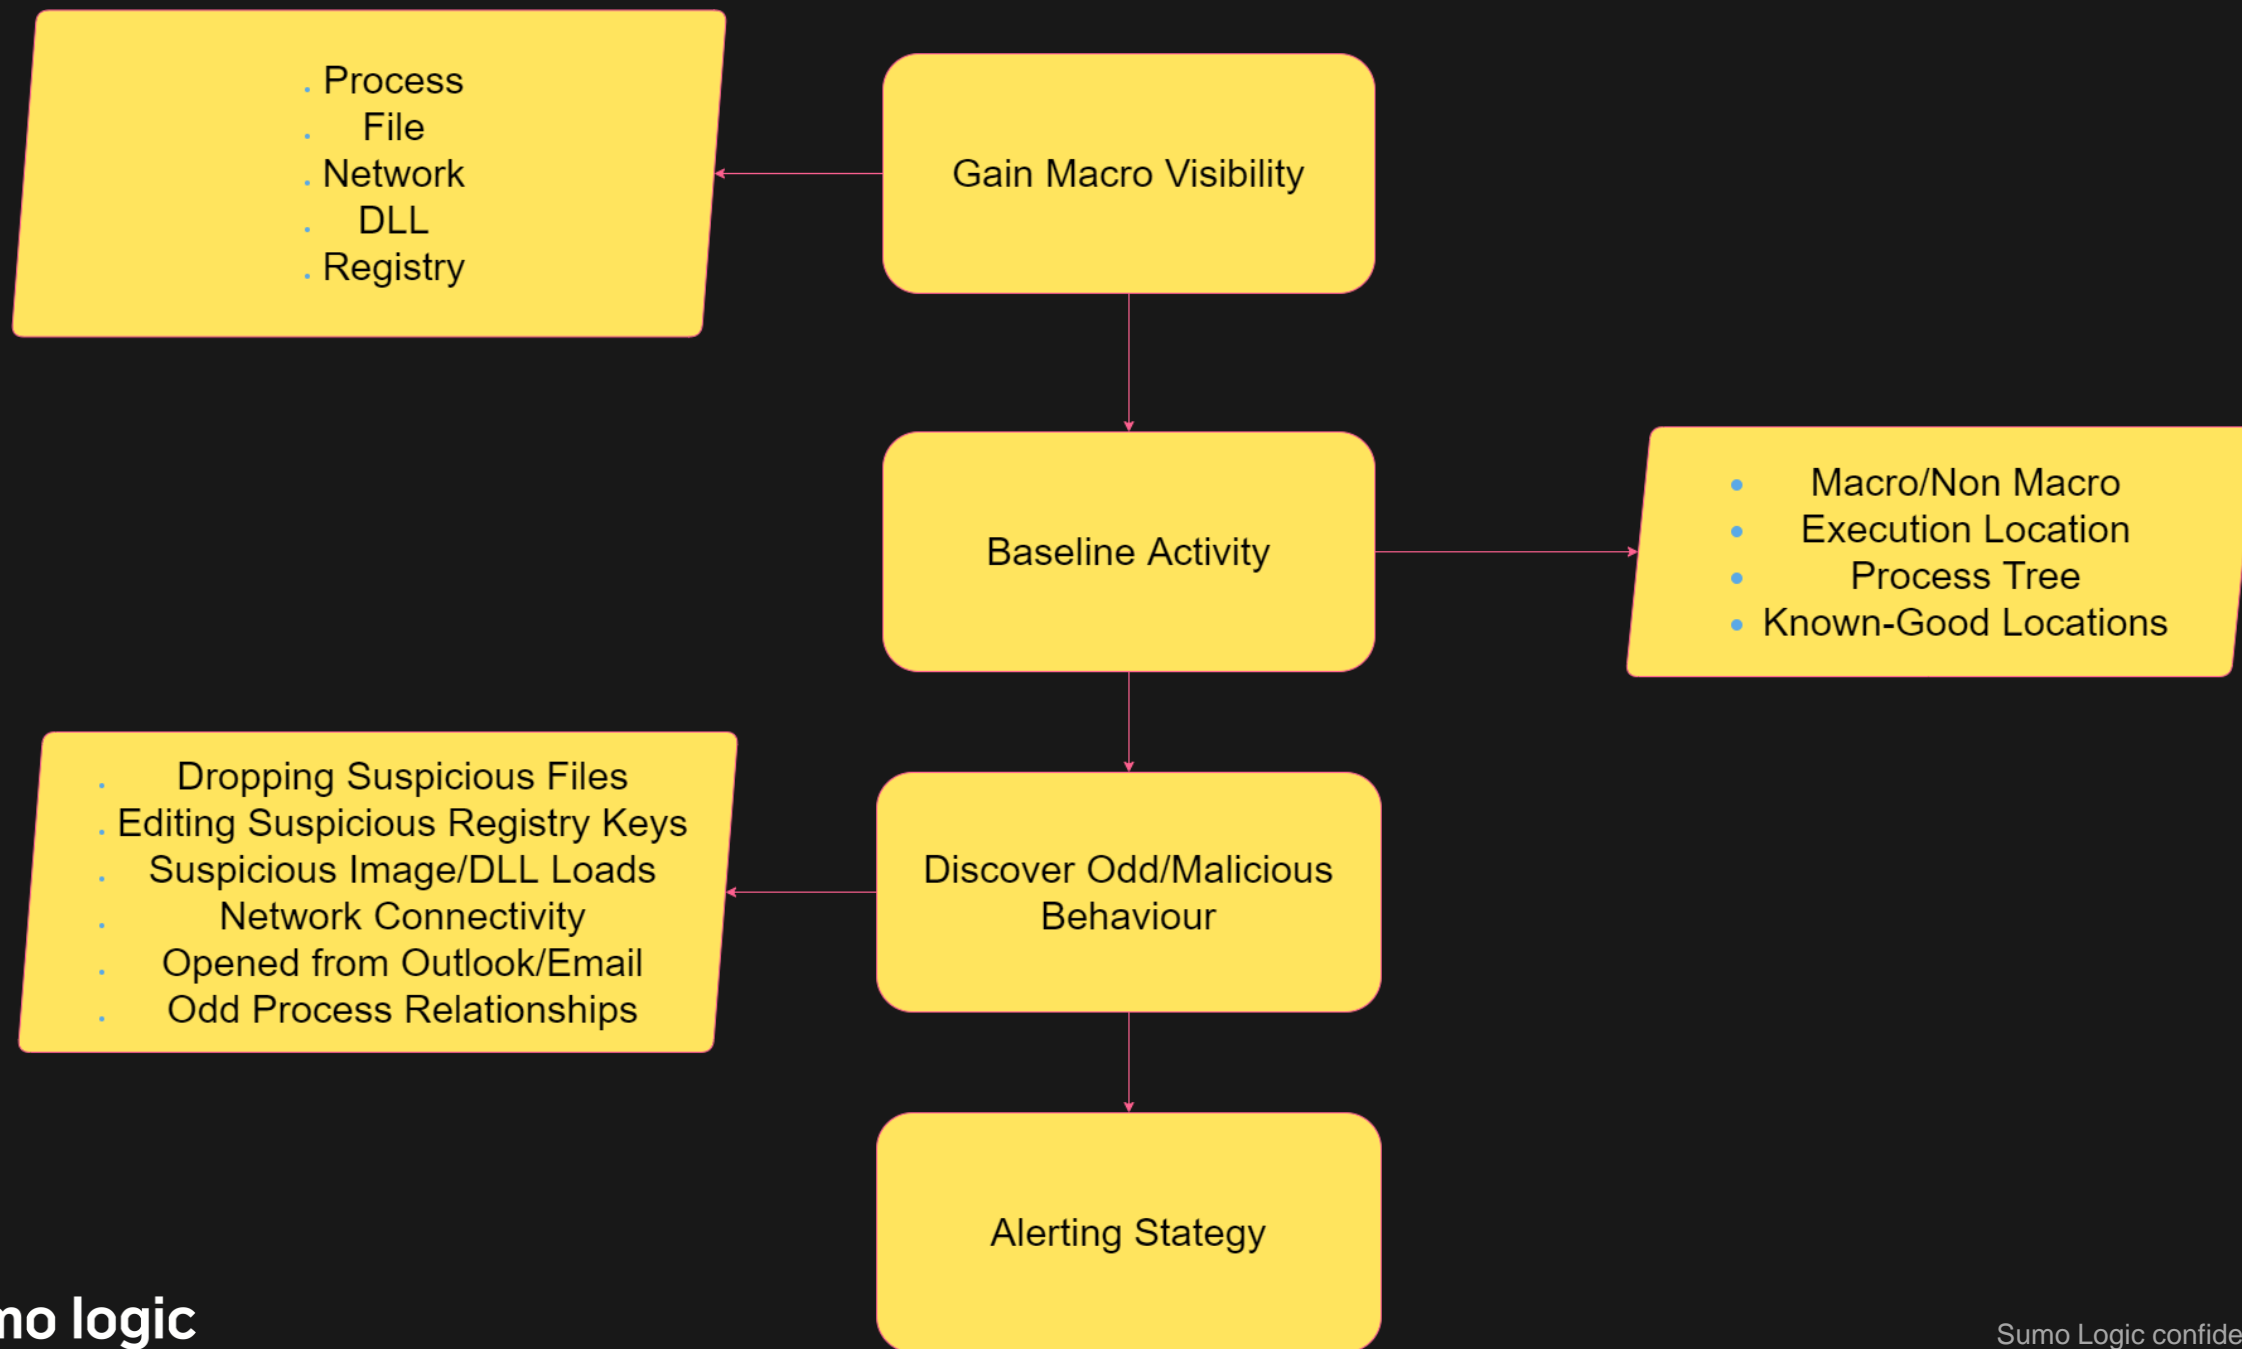 Process
File
Network
DLL
Registry
Gain Macro Visibility
Baseline Activity
Macro/Non Macro
Execution Location
Process Tree
Known-Good Locations
Dropping Suspicious Files
Editing Suspicious Registry Keys
Suspicious Image/DLL Loads
Network Connectivity
Opened from Outlook/Email
Odd Process Relationships
Discover Odd/Malicious
Behaviour
Alerting Stategy
mo logic
Sumo Logic confide